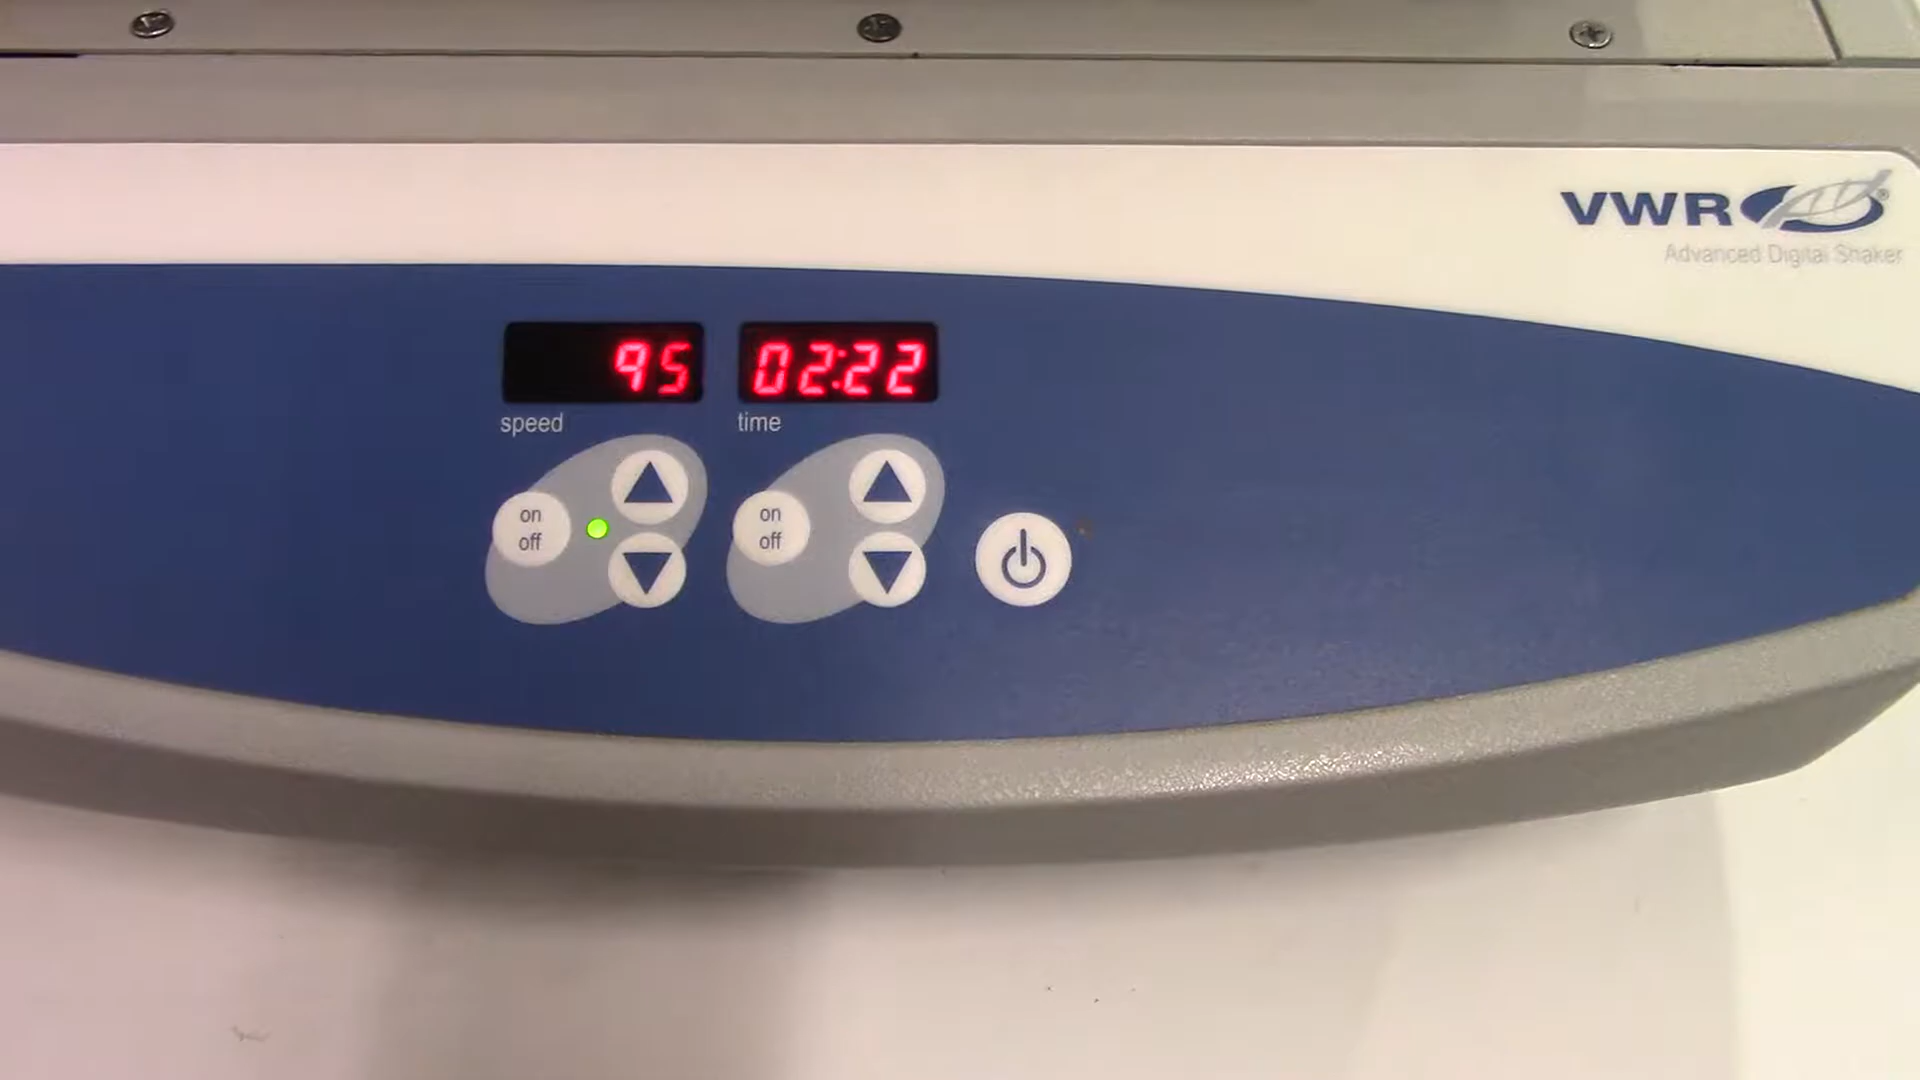 VWR
Advanced Digital Shaker
95 02:22
speed time
on
off
on
off